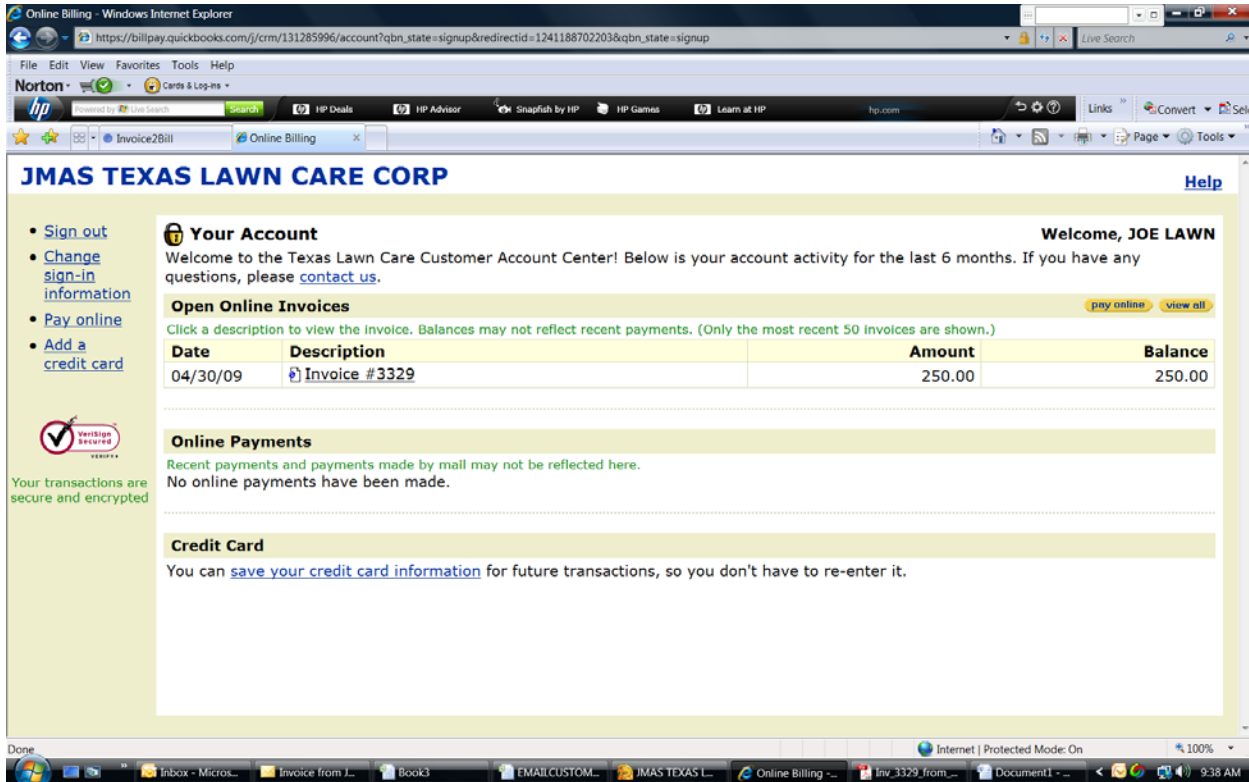 Online Billing - Windows Internet Explorer
https://billpay.quickbooks.com/j/crm/131285996/account?qbn_state=signup&redirectid=1241188702203&qbn_state=signup
Live Search
File Edit View Favorites Tools Help
Norton Cards & Log-ins
hp Powered by Live Search Search HP Deals HP Advisor Snapfish by HP HP Games Learn at HP hp.com Links Convert Sel
Invoice2Bill Online Billing Page Tools
JMAS TEXAS LAWN CARE CORP
Help
Sign out
Change
sign-in
information
Pay online
Add a
credit card
VeriSign
Secured
VERIFY
Your transactions are
secure and encrypted
Your Account Welcome, JOE LAWN
Welcome to the Texas Lawn Care Customer Account Center! Below is your account activity for the last 6 months. If you have any
questions, please contact us.
Open Online Invoices pay online view all
Click a description to view the invoice. Balances may not reflect recent payments. (Only the most recent 50 invoices are shown.)
Date Description Amount Balance
04/30/09 Invoice #3329 250.00 250.00
Online Payments
Recent payments and payments made by mail may not be reflected here.
No online payments have been made.
Credit Card
You can save your credit card information for future transactions, so you don't have to re-enter it.
Done Internet | Protected Mode: On 100%
Inbox - Micros... Invoice from J... Book3 EMAILCUSTOM... JMAS TEXAS L... Online Billing -... Inv_3329_from_... Document1 - ... 9:38 AM